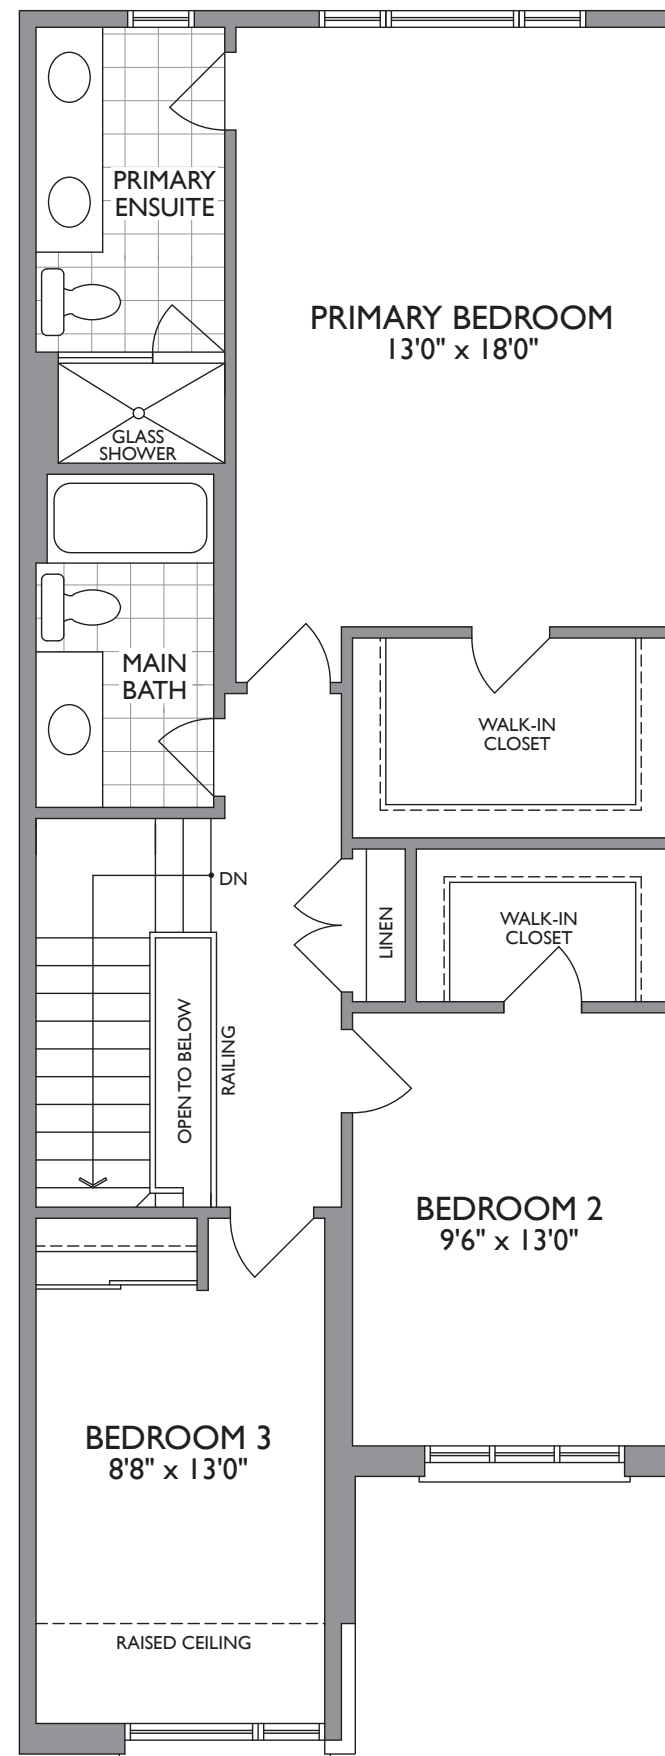 PRIMARY
ENSUITE
PRIMARY BEDROOM
13'0" x 18'0"
GLASS
SHOWER
MAIN
BATH
WALK-IN
CLOSET
DN
LINEN
WALK-IN
CLOSET
OPEN TO BELOW
RAILING
BEDROOM 2
9'6" x 13'0"
BEDROOM 3
8'8" x 13'0"
RAISED CEILING